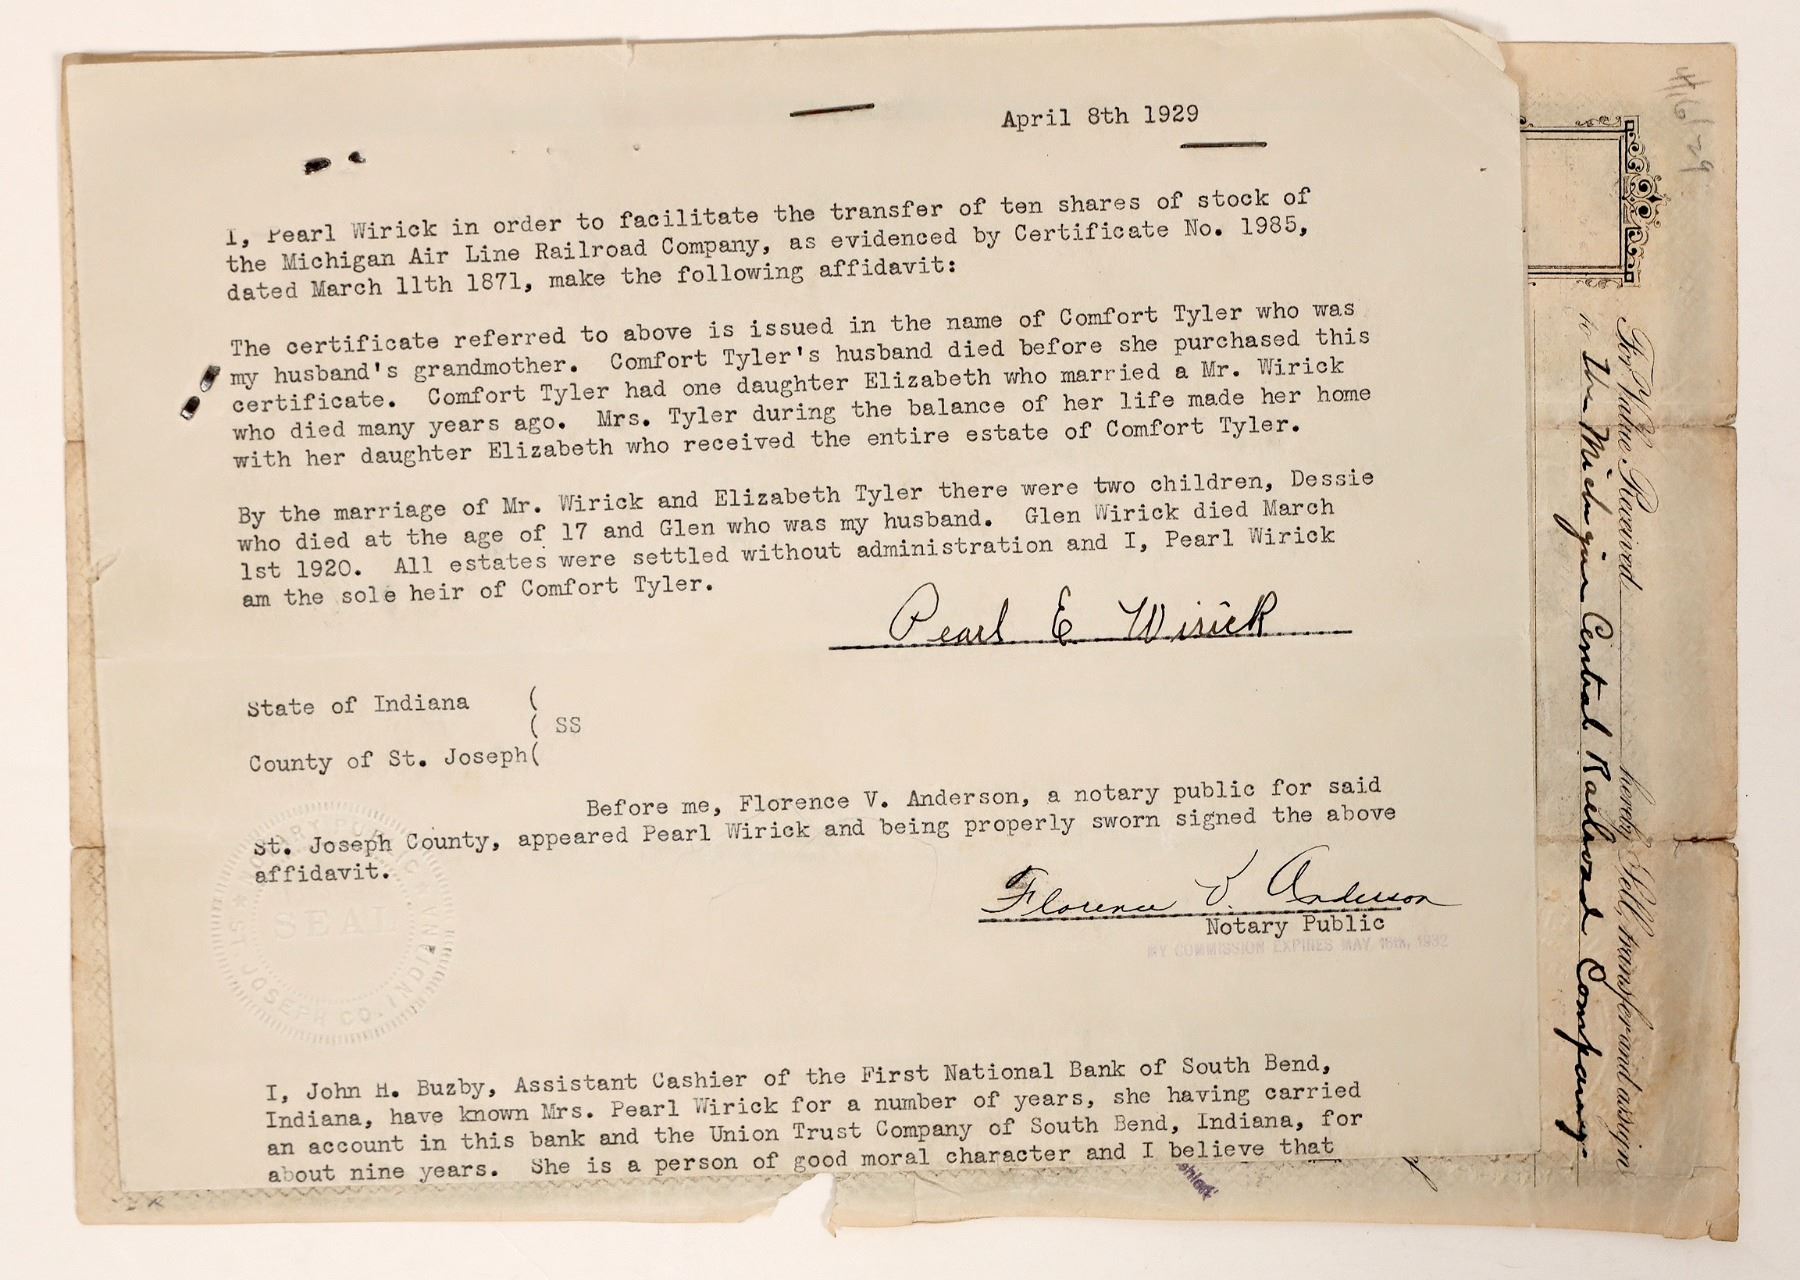 April 8th 1929
I, Pearl Wirick in order to facilitate the transfer of ten shares of stock of
the Michigan Air Line Railroad Company, as evidenced by Certificate No. 1985,
dated March 11th 1871, make the following affidavit:
The certificate referred to above is issued in the name of Comfort Tyler who was
my husband's grandmother. Comfort Tyler's husband died before she purchased this
certificate. Comfort Tyler had one daughter Elizabeth who married a Mr. Wirick
who died many years ago. Mrs. Tyler during the balance of her life made her home
with her daughter Elizabeth who received the entire estate of Comfort Tyler.
By the marriage of Mr. Wirick and Elizabeth Tyler there were two children, Dessie
who died at the age of 17 and Glen who was my husband. Glen Wirick died March
1st 1920. All estates were settled without administration and I, Pearl Wirick
am the sole heir of Comfort Tyler.
Pearl E Wirick
State of Indiana (
( SS
County of St. Joseph(
Before me, Florence V. Anderson, a notary public for said
St. Joseph County, appeared Pearl Wirick and being properly sworn signed the above
affidavit.
Florence V. Anderson
Notary Public
MY COMMISSION EXPIRES MAY 18th, 1932
NOTARY PUBLIC
SEAL
ST. JOSEPH CO. INDIANA
I, John H. Buzby, Assistant Cashier of the First National Bank of South Bend,
Indiana, have known Mrs. Pearl Wirick for a number of years, she having carried
an account in this bank and the Union Trust Company of South Bend, Indiana, for
about nine years. She is a person of good moral character and I believe that
4/6/29
For Value Received hereby Sell, transfer and assign
to The Michigan Central Railroad Company